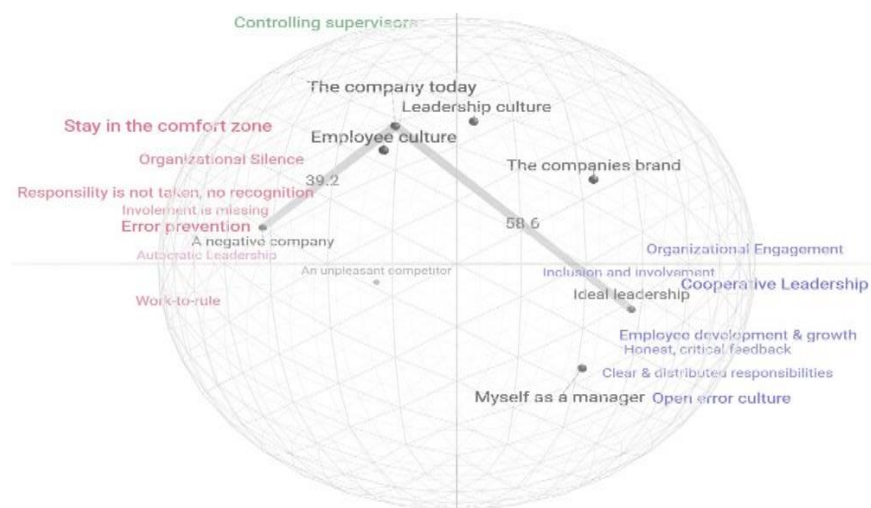 Controlling supervisors
The company today
Leadership culture
Stay in the comfort zone
Employee culture
Organizational Silence
The companies brand
39.2
Responsility is not taken, no recognition
Involement is missing
Error prevention
58.6
A negative company
Organizational Engagement
Autocratic Leadership
An unpleasant competitor
Inclusion and involvement
Cooperative Leadership
Ideal leadership
Work-to-rule
Employee development & growth
Honest, critical feedback
Clear & distributed responsibilities
Myself as a manager
Open error culture